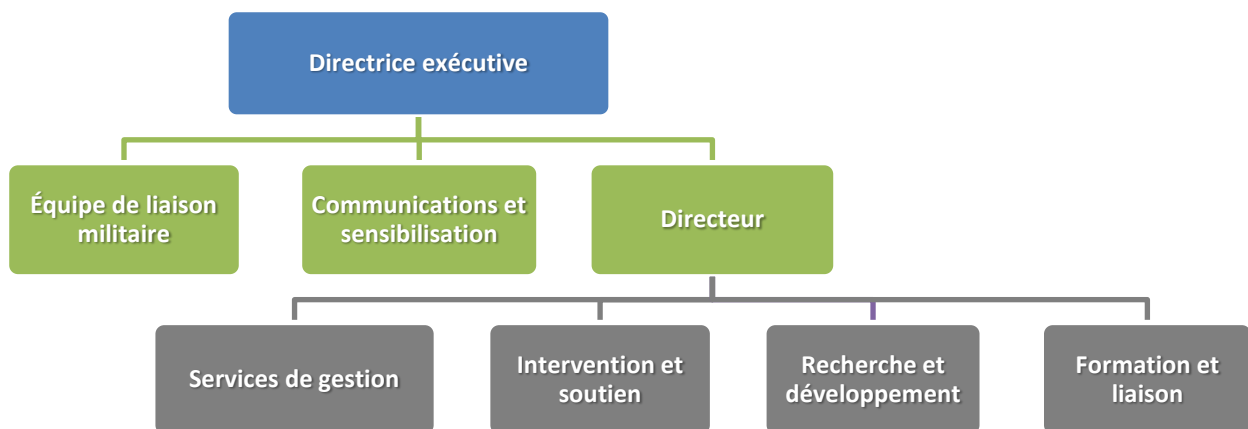 Directrice exécutive
Équipe de liaison
militaire
Communications et
sensibilisation
Directeur
Services de gestion
Intervention et
soutien
Recherche et
développement
Formation et
liaison